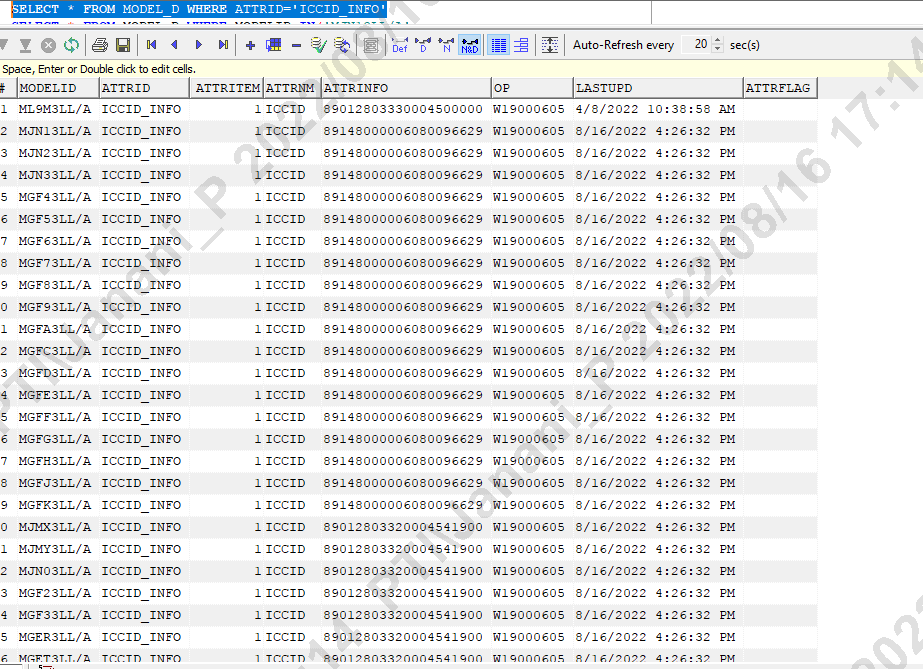 SELECT * FROM MODEL_D WHERE ATTRID='ICCID_INFO'
Def D N N&D Auto-Refresh every 20 sec(s)
Space, Enter or Double click to edit cells.
# MODELID ATTRID ATTRITEM ATTRNM ATTRINFO OP LASTUPD ATTRFLAG
1 ML9M3LL/A ICCID_INFO 1 ICCID 89012803330004500000 W19000605 4/8/2022 10:38:58 AM
2 MJN13LL/A ICCID_INFO 1 ICCID 89148000006080096629 W19000605 8/16/2022 4:26:32 PM
3 MJN23LL/A ICCID_INFO 1 ICCID 89148000006080096629 W19000605 8/16/2022 4:26:32 PM
4 MJN33LL/A ICCID_INFO 1 ICCID 89148000006080096629 W19000605 8/16/2022 4:26:32 PM
5 MGF43LL/A ICCID_INFO 1 ICCID 89148000006080096629 W19000605 8/16/2022 4:26:32 PM
6 MGF53LL/A ICCID_INFO 1 ICCID 89148000006080096629 W19000605 8/16/2022 4:26:32 PM
7 MGF63LL/A ICCID_INFO 1 ICCID 89148000006080096629 W19000605 8/16/2022 4:26:32 PM
8 MGF73LL/A ICCID_INFO 1 ICCID 89148000006080096629 W19000605 8/16/2022 4:26:32 PM
9 MGF83LL/A ICCID_INFO 1 ICCID 89148000006080096629 W19000605 8/16/2022 4:26:32 PM
0 MGF93LL/A ICCID_INFO 1 ICCID 89148000006080096629 W19000605 8/16/2022 4:26:32 PM
1 MGFA3LL/A ICCID_INFO 1 ICCID 89148000006080096629 W19000605 8/16/2022 4:26:32 PM
2 MGFC3LL/A ICCID_INFO 1 ICCID 89148000006080096629 W19000605 8/16/2022 4:26:32 PM
3 MGFD3LL/A ICCID_INFO 1 ICCID 89148000006080096629 W19000605 8/16/2022 4:26:32 PM
4 MGFE3LL/A ICCID_INFO 1 ICCID 89148000006080096629 W19000605 8/16/2022 4:26:32 PM
5 MGFF3LL/A ICCID_INFO 1 ICCID 89148000006080096629 W19000605 8/16/2022 4:26:32 PM
6 MGFG3LL/A ICCID_INFO 1 ICCID 89148000006080096629 W19000605 8/16/2022 4:26:32 PM
7 MGFH3LL/A ICCID_INFO 1 ICCID 89148000006080096629 W19000605 8/16/2022 4:26:32 PM
8 MGFJ3LL/A ICCID_INFO 1 ICCID 89148000006080096629 W19000605 8/16/2022 4:26:32 PM
9 MGFK3LL/A ICCID_INFO 1 ICCID 89148000006080096629 W19000605 8/16/2022 4:26:32 PM
0 MJMX3LL/A ICCID_INFO 1 ICCID 89012803320004541900 W19000605 8/16/2022 4:26:32 PM
1 MJMY3LL/A ICCID_INFO 1 ICCID 89012803320004541900 W19000605 8/16/2022 4:26:32 PM
2 MJN03LL/A ICCID_INFO 1 ICCID 89012803320004541900 W19000605 8/16/2022 4:26:32 PM
3 MGF23LL/A ICCID_INFO 1 ICCID 89012803320004541900 W19000605 8/16/2022 4:26:32 PM
4 MGF33LL/A ICCID_INFO 1 ICCID 89012803320004541900 W19000605 8/16/2022 4:26:32 PM
5 MGER3LL/A ICCID_INFO 1 ICCID 89012803320004541900 W19000605 8/16/2022 4:26:32 PM
6 MGET3LL/A ICCID_INFO 1 ICCID 89012803320004541900 W19000605 8/16/2022 4:26:32 PM
PTI\Janani_P 2022/08/16 17:14